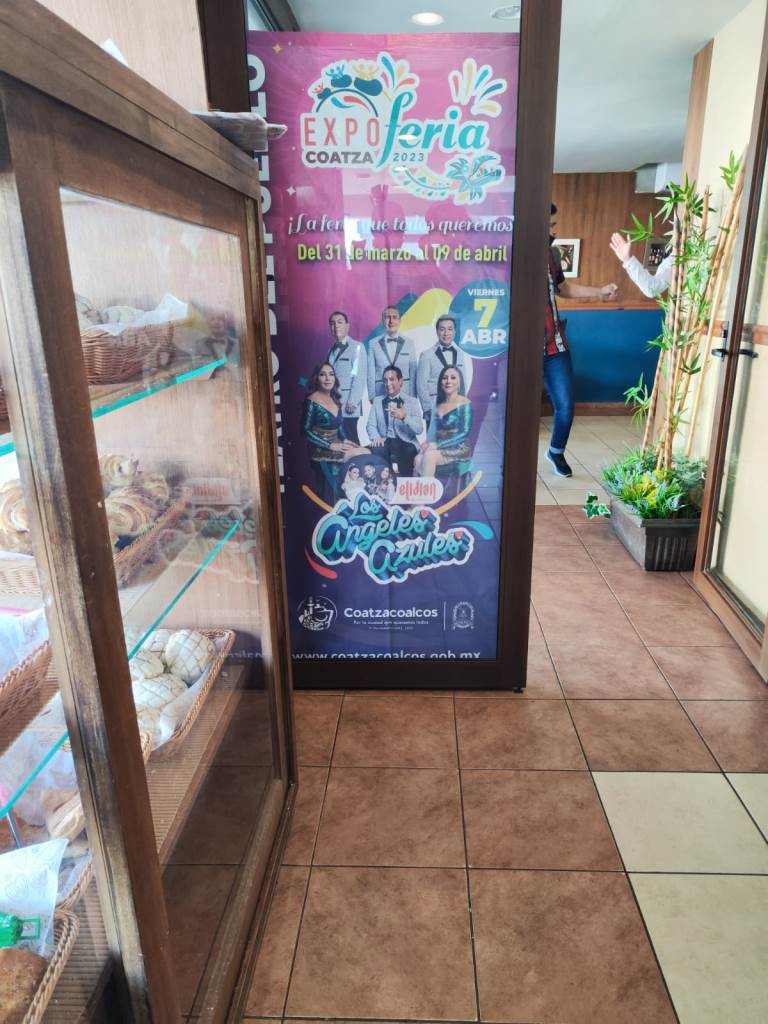 EXPO feria
COATZA 2023
¡La feria que todos queremos
Del 31 de marzo al 09 de abril
VIERNES
7
ABR
Los
Ángeles
Azules
Coatzacoalcos
www.coatzacoalcos.gob.mx